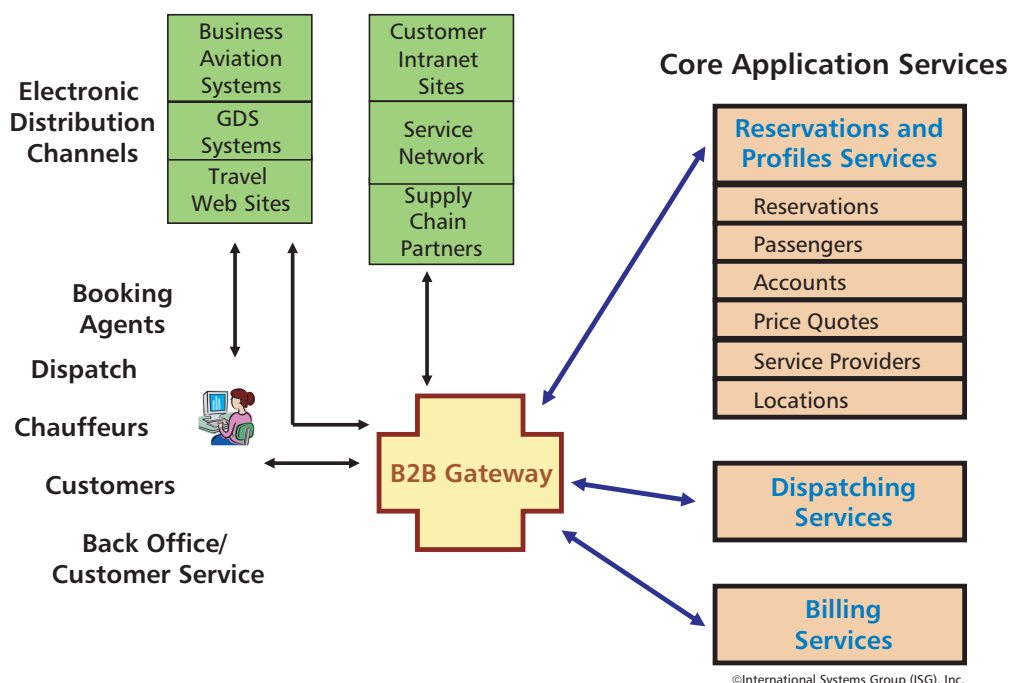 Electronic
Distribution
Channels
Business
Aviation
Systems
GDS
Systems
Travel
Web Sites
Customer
Intranet
Sites
Service
Network
Supply
Chain
Partners
Booking
Agents
Dispatch
Chauffeurs
Customers
Back Office/
Customer Service
B2B Gateway
Core Application Services
Reservations and
Profiles Services
Reservations
Passengers
Accounts
Price Quotes
Service Providers
Locations
Dispatching
Services
Billing
Services
©International Systems Group (ISG), Inc.